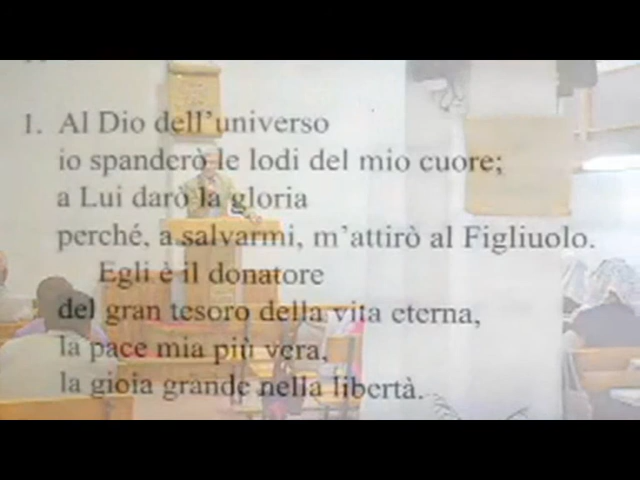 1. Al Dio dell'universo
io spanderò le lodi del mio cuore;
a Lui darò la gloria
perché, a salvarmi, m'attirò al Figliuolo.
Egli è il donatore
del gran tesoro della vita eterna,
la pace mia più vera,
la gioia grande nella libertà.